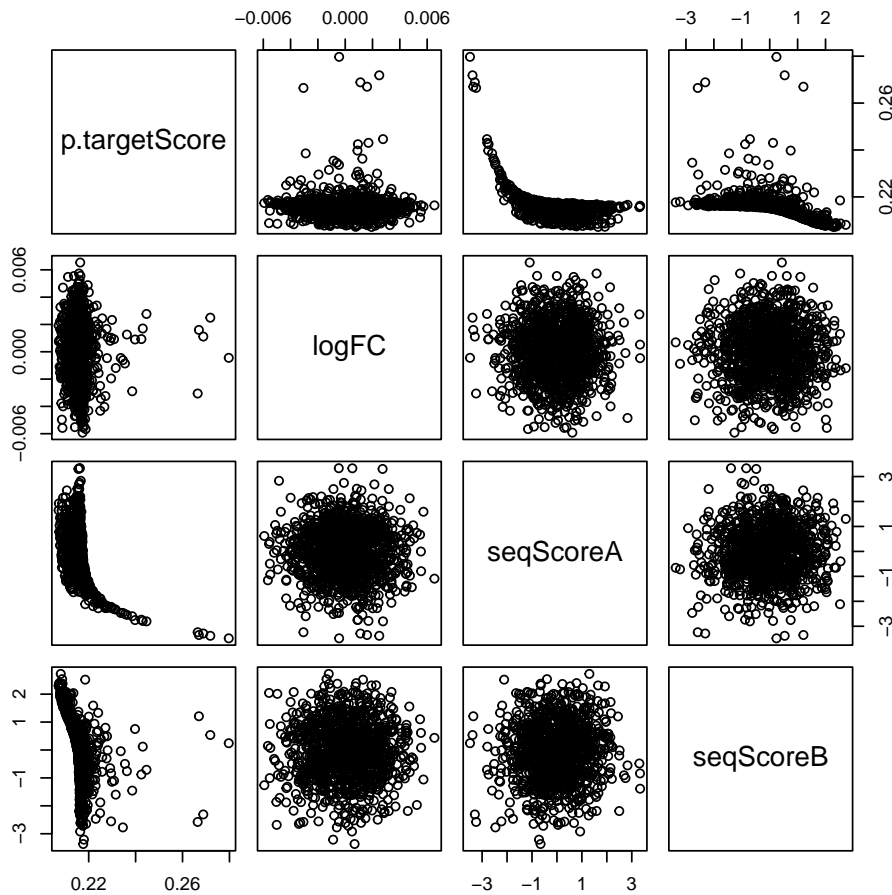 −0.006 0.000 0.006 −3 −1 1 2
p.targetScore 0.22 0.26
−0.006 0.000 0.006 logFC
seqScoreA −3 −1 1 3
−3 −1 1 2 seqScoreB
0.22 0.26 −3 −1 1 3